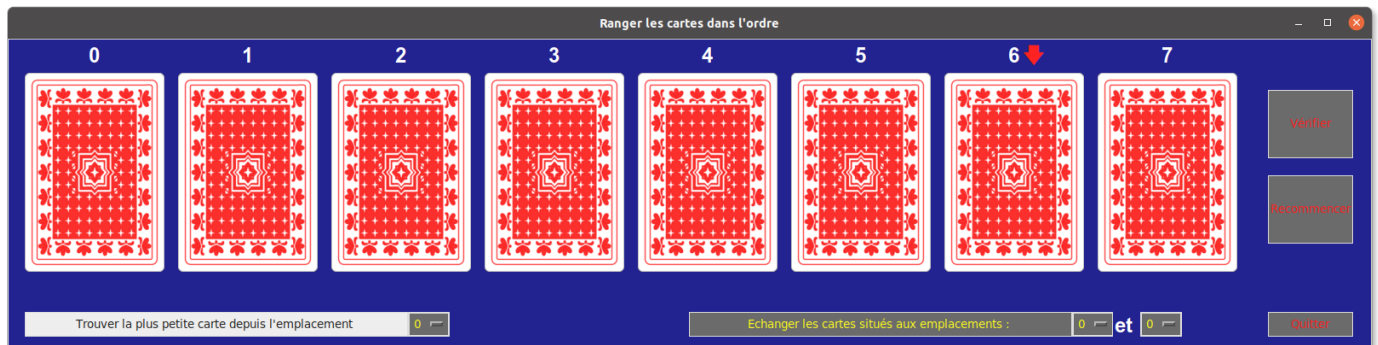 Ranger les cartes dans l'ordre
0 1 2 3 4 5 6 7
Vérifier
Recommencer
Trouver la plus petite carte depuis l'emplacement 0 Echanger les cartes situés aux emplacements : 0 et 0 Quitter